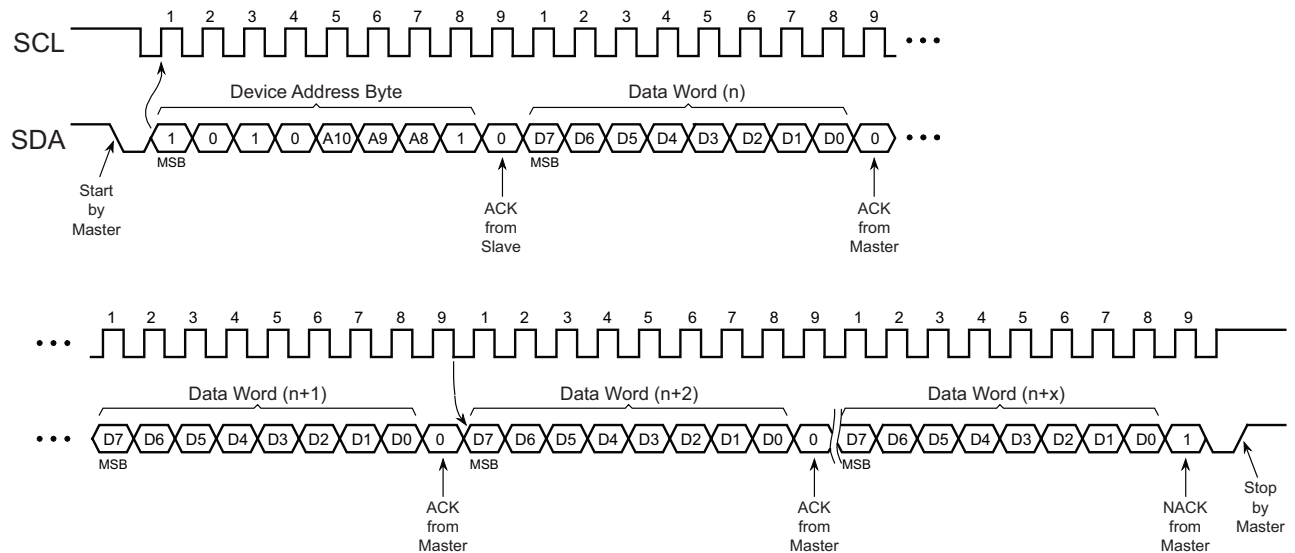 1 2 3 4 5 6 7 8 9 1 2 3 4 5 6 7 8 9
SCL
Device Address Byte Data Word (n)
SDA 1 0 1 0 A10 A9 A8 1 0 D7 D6 D5 D4 D3 D2 D1 D0 0
MSB MSB
Start by Master
ACK from Slave
ACK from Master
1 2 3 4 5 6 7 8 9 1 2 3 4 5 6 7 8 9 1 2 3 4 5 6 7 8 9
Data Word (n+1) Data Word (n+2) Data Word (n+x)
D7 D6 D5 D4 D3 D2 D1 D0 0 D7 D6 D5 D4 D3 D2 D1 D0 0 D7 D6 D5 D4 D3 D2 D1 D0 1
MSB MSB MSB
ACK from Master
ACK from Master
NACK from Master
Stop by Master